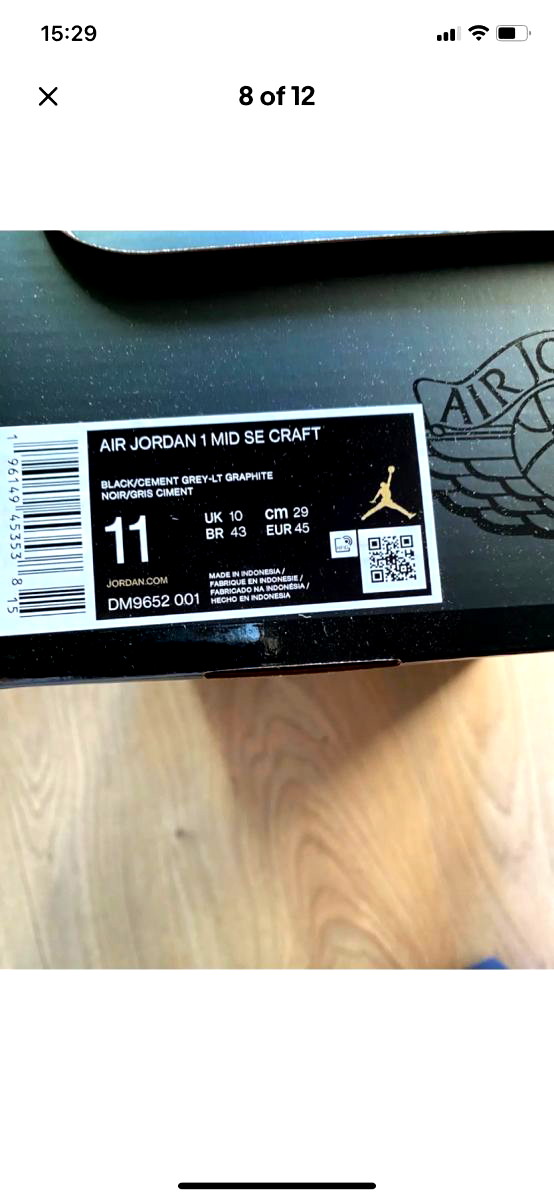 15:29
8 of 12
AIR JO
AIR JORDAN 1 MID SE CRAFT
BLACK/CEMENT GREY-LT GRAPHITE
NOIR/GRIS CIMENT
11
UK 10 cm 29
BR 43 EUR 45
JORDAN.COM
DM9652 001
MADE IN INDONESIA /
FABRIQUE EN INDONESIE /
FABRICADO NA INDONÉSIA /
HECHO EN INDONESIA
1 96149 45353 8 15